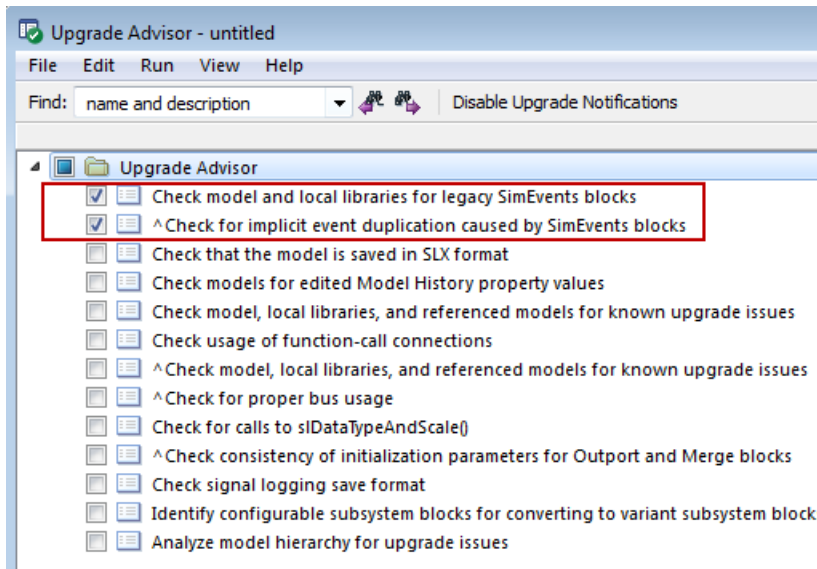 Upgrade Advisor - untitled
File Edit Run View Help
Find: name and description Disable Upgrade Notifications
Upgrade Advisor
Check model and local libraries for legacy SimEvents blocks
^Check for implicit event duplication caused by SimEvents blocks
Check that the model is saved in SLX format
Check models for edited Model History property values
Check model, local libraries, and referenced models for known upgrade issues
Check usage of function-call connections
^Check model, local libraries, and referenced models for known upgrade issues
^Check for proper bus usage
Check for calls to slDataTypeAndScale()
^Check consistency of initialization parameters for Outport and Merge blocks
Check signal logging save format
Identify configurable subsystem blocks for converting to variant subsystem block
Analyze model hierarchy for upgrade issues